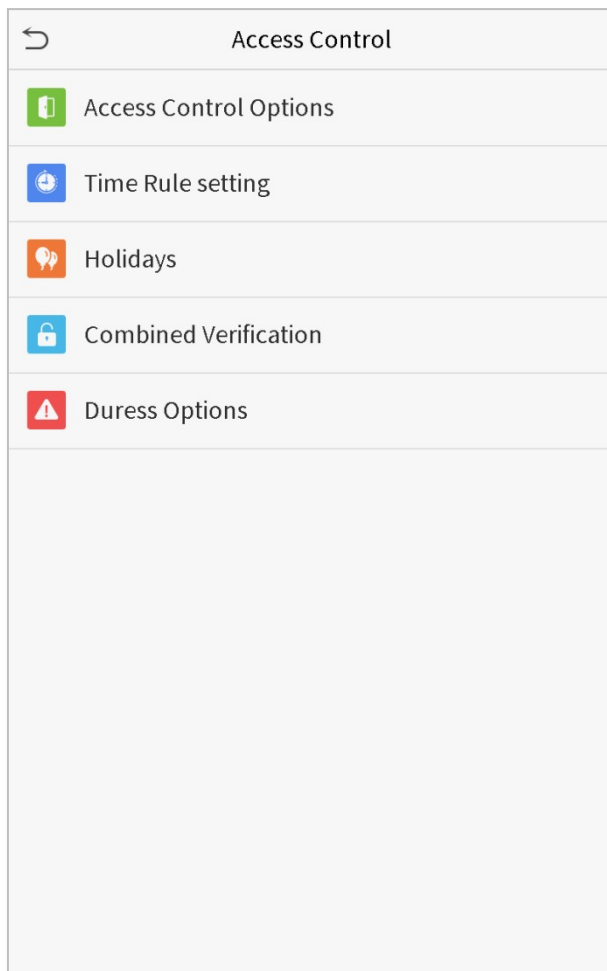 Access Control
Access Control Options
Time Rule setting
Holidays
Combined Verification
Duress Options